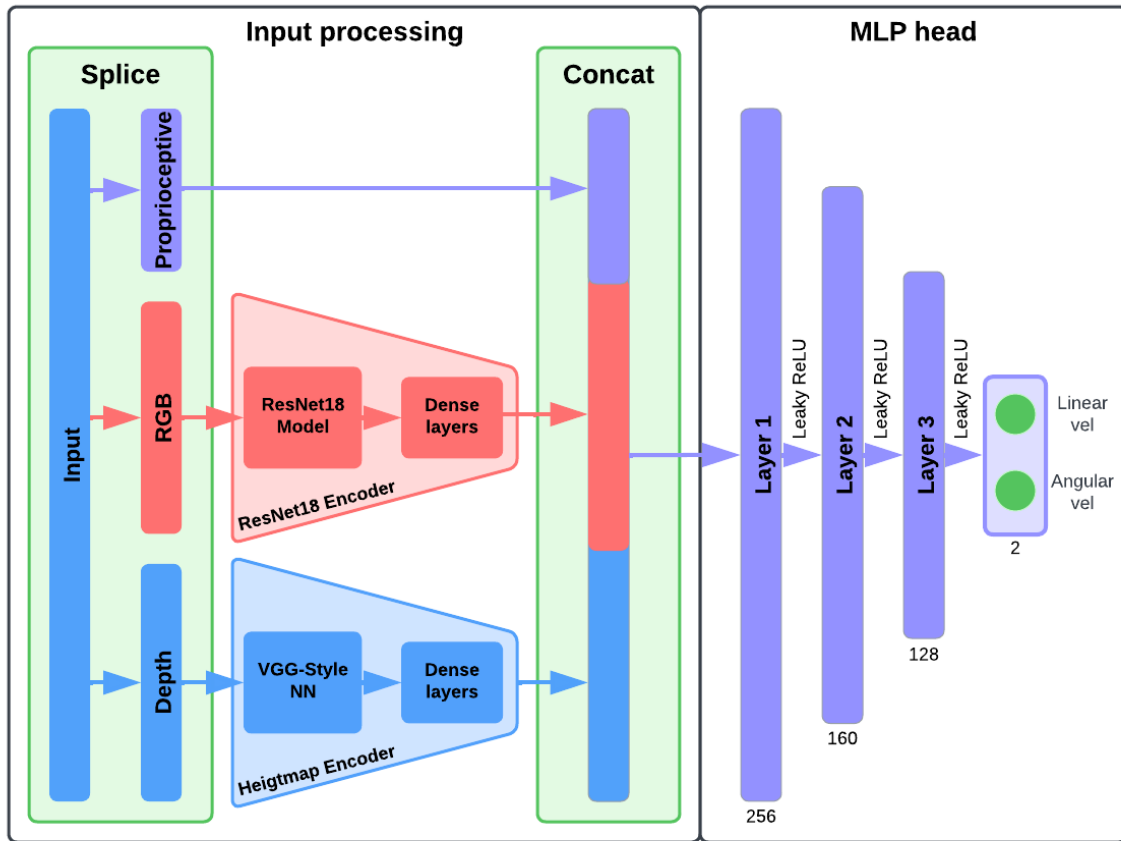 Input processing
MLP head
Splice
Concat
Input
Proprioceptive
RGB
Depth
ResNet18
Model
Dense
layers
ResNet18 Encoder
VGG-Style
NN
Dense
layers
Heigtmap Encoder
Layer 1
256
Leaky ReLU
Layer 2
160
Leaky ReLU
Layer 3
128
Leaky ReLU
2
Linear
vel
Angular
vel